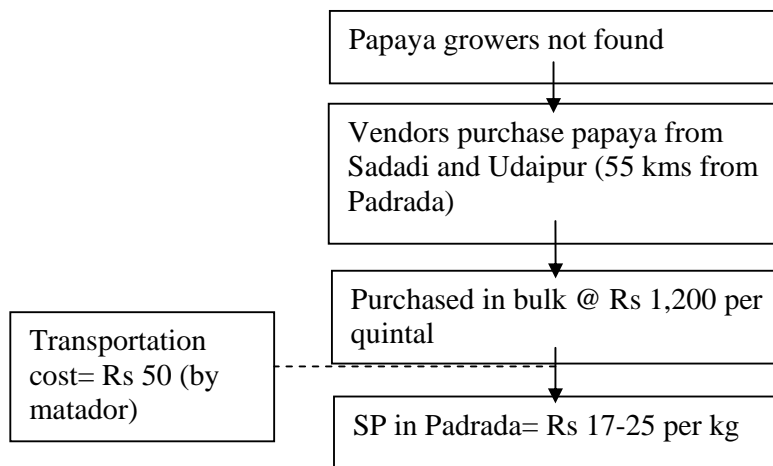 Papaya growers not found
Vendors purchase papaya from
Sadadi and Udaipur (55 kms from
Padrada)
Purchased in bulk @ Rs 1,200 per
quintal
Transportation
cost= Rs 50 (by
matador)
SP in Padrada= Rs 17-25 per kg